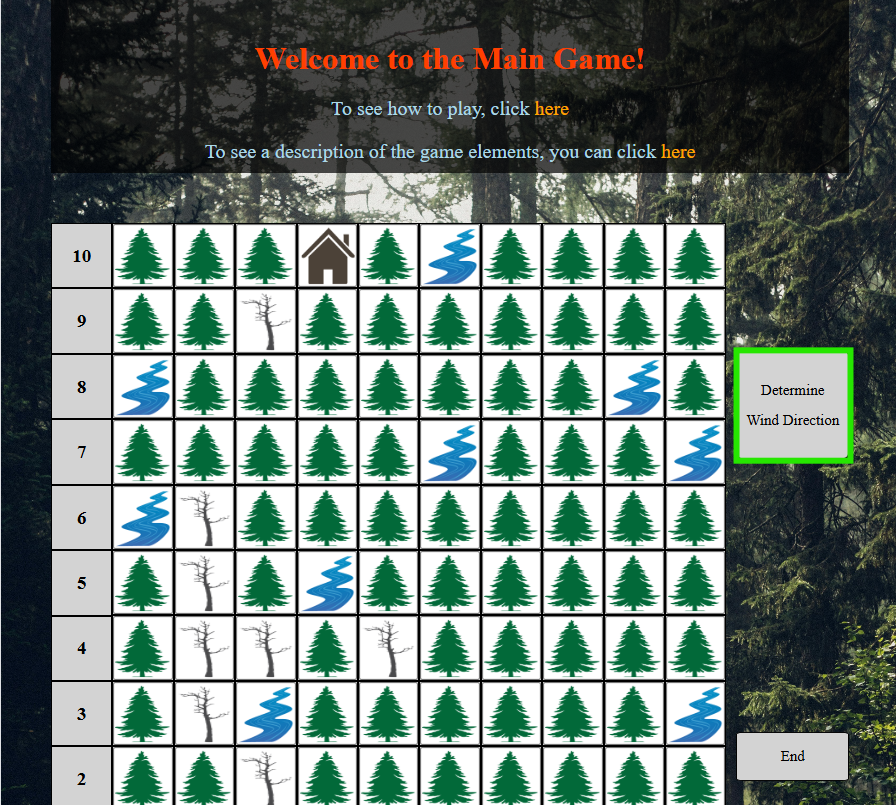 Welcome to the Main Game!
To see how to play, click here
To see a description of the game elements, you can click here
10
9
8
7
6
5
4
3
2
Determine
Wind Direction
End